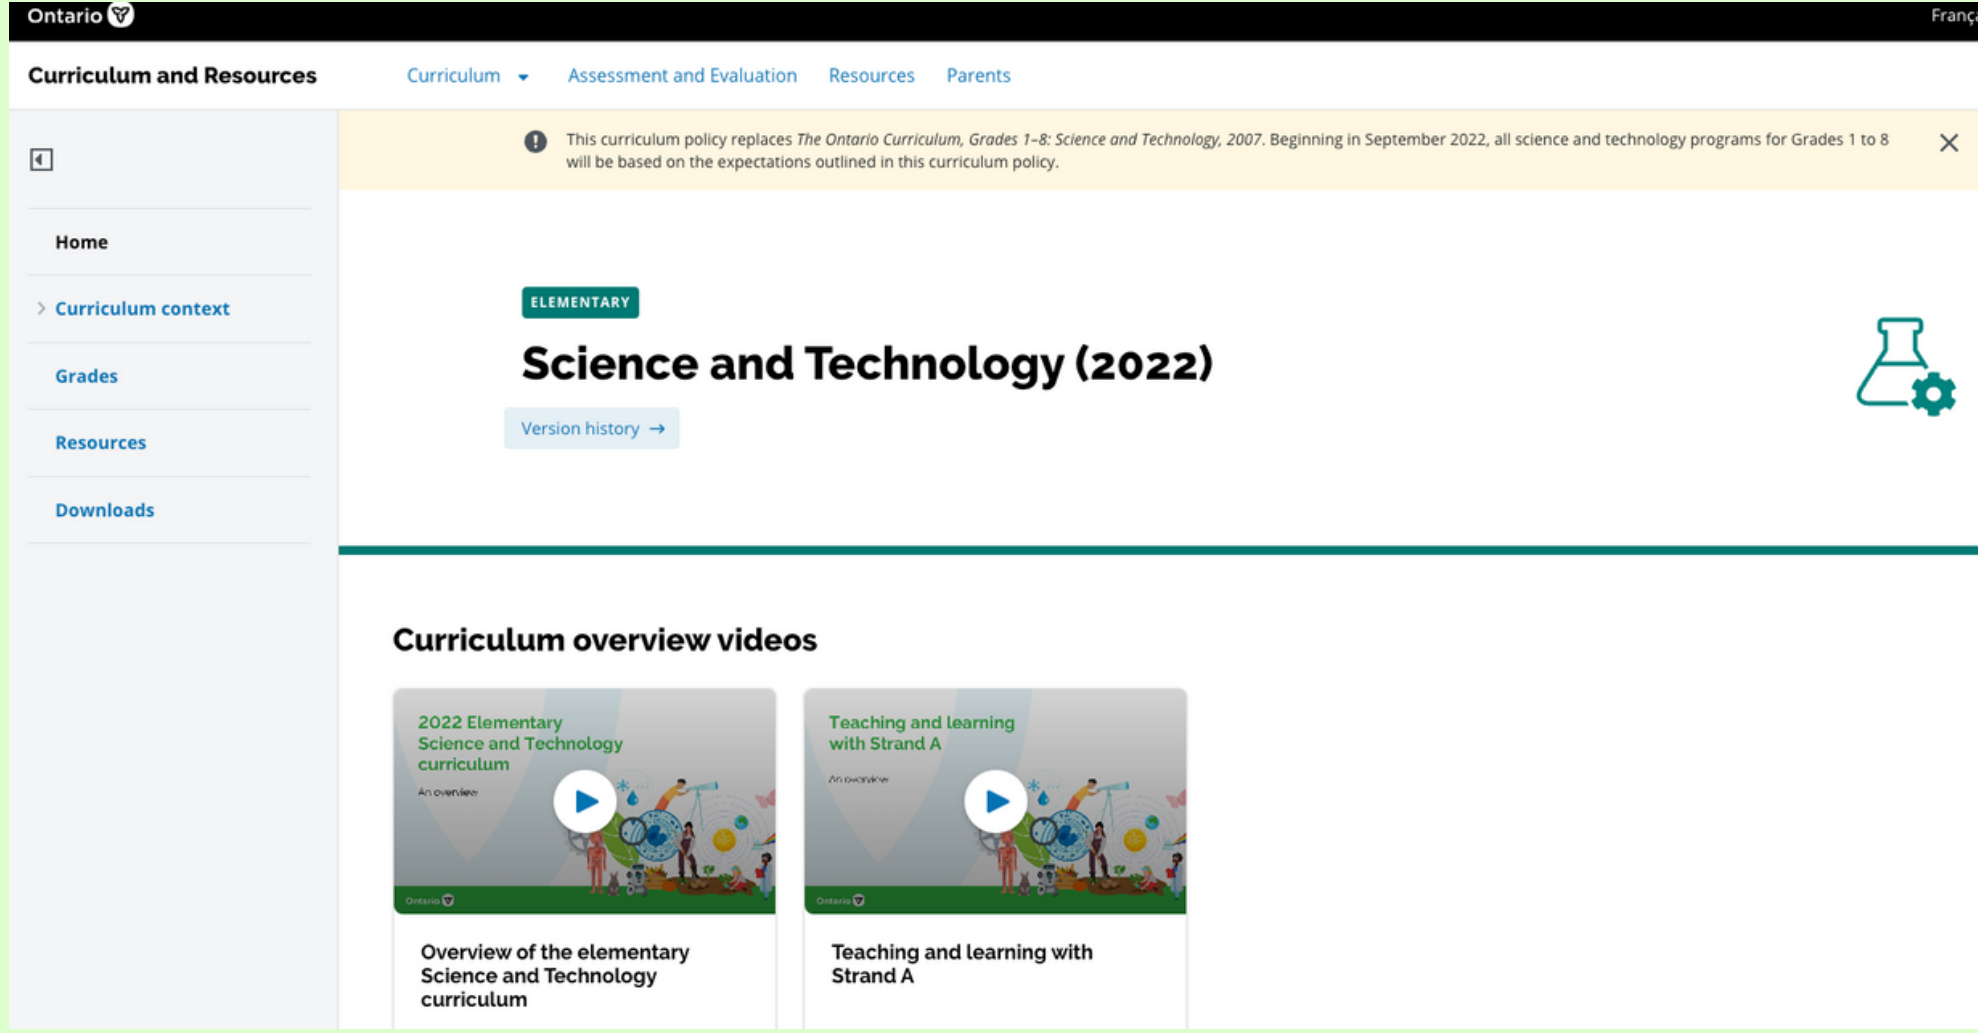 Ontario
França
Curriculum and Resources
Curriculum
Assessment and Evaluation
Resources
Parents
This curriculum policy replaces The Ontario Curriculum, Grades 1–8: Science and Technology, 2007. Beginning in September 2022, all science and technology programs for Grades 1 to 8
will be based on the expectations outlined in this curriculum policy.
Home
Curriculum context
Grades
Resources
Downloads
ELEMENTARY
Science and Technology (2022)
Version history →
Curriculum overview videos
2022 Elementary
Science and Technology
curriculum
An overview
Ontario
Overview of the elementary
Science and Technology
curriculum
Teaching and learning
with Strand A
An overview
Ontario
Teaching and learning with
Strand A